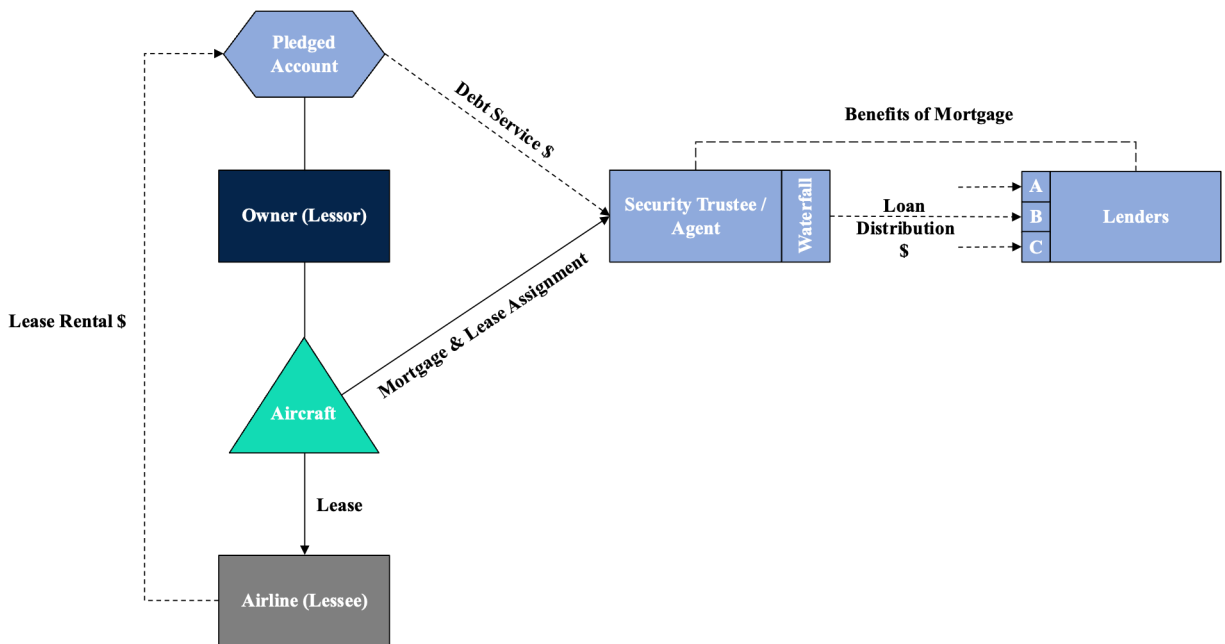 Pledged
Account
Debt Service $
Benefits of Mortgage
Owner (Lessor)
Security Trustee /
Agent
Waterfall
Loan
Distribution
$
A
B
C
Lenders
Lease Rental $
Mortgage & Lease Assignment
Aircraft
Lease
Airline (Lessee)